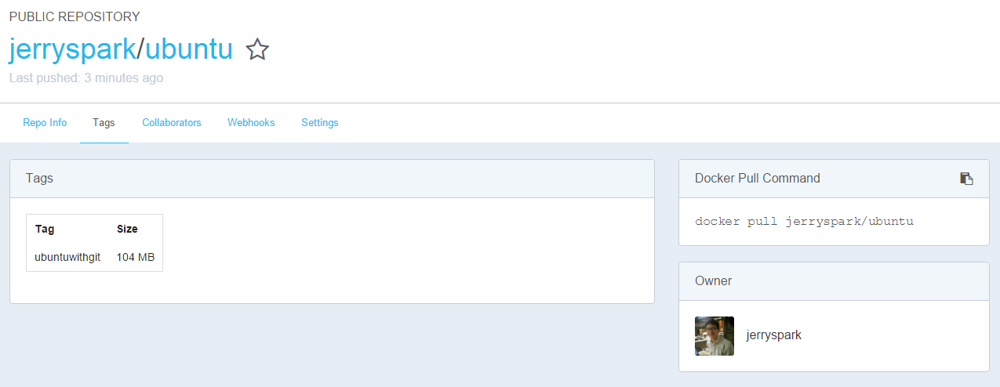 PUBLIC REPOSITORY
jerryspark/ubuntu
Last pushed: 3 minutes ago
Repo Info Tags Collaborators Webhooks Settings
Tags
Tag Size
ubuntuwithgit 104 MB
Docker Pull Command
docker pull jerryspark/ubuntu
Owner
jerryspark